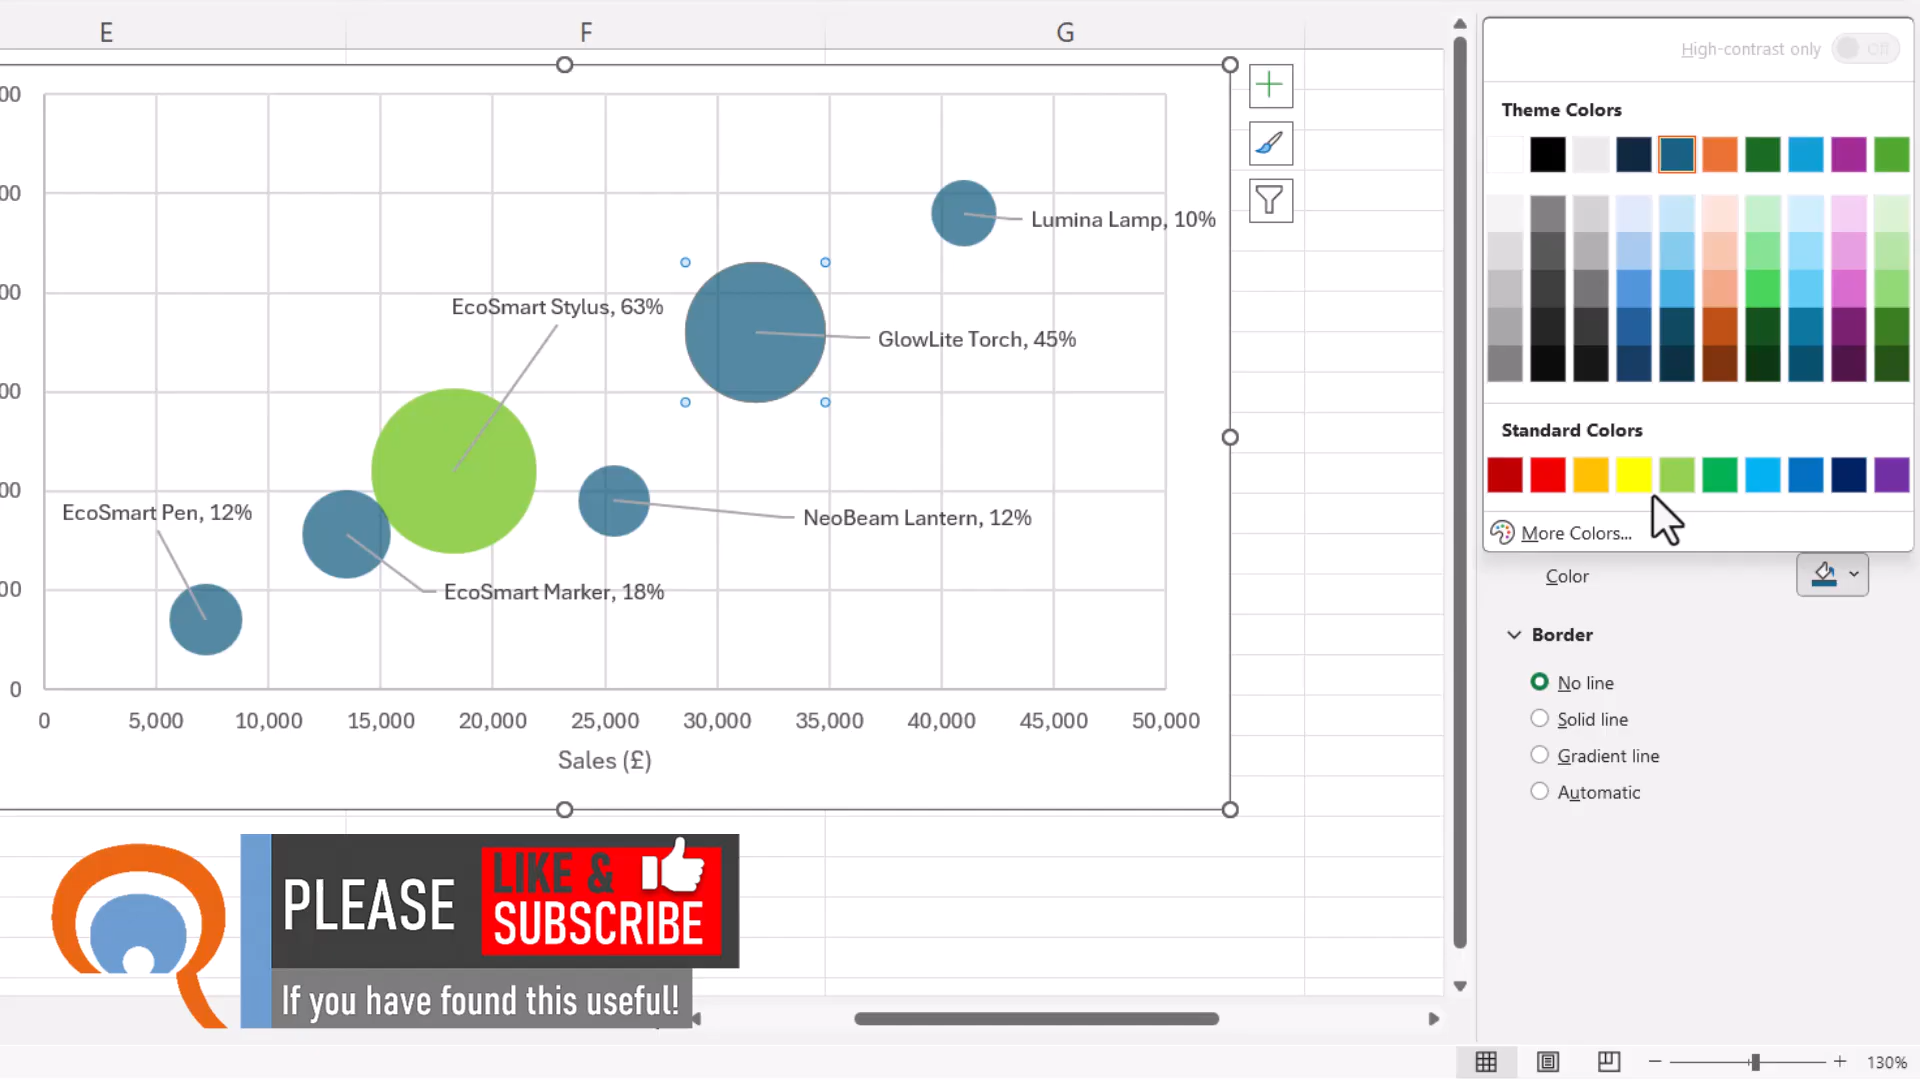 E F G
High-contrast only Off
00
Theme Colors
00
Lumina Lamp, 10%
00
EcoSmart Stylus, 63%
GlowLite Torch, 45%
00
Standard Colors
00
EcoSmart Pen, 12%
NeoBeam Lantern, 12%
More Colors...
Color
00
EcoSmart Marker, 18%
Border
No line
0
0 5,000 10,000 15,000 20,000 25,000 30,000 35,000 40,000 45,000 50,000
Solid line
Sales (£)
Gradient line
Automatic
PLEASE
LIKE &
SUBSCRIBE
If you have found this useful!
130%